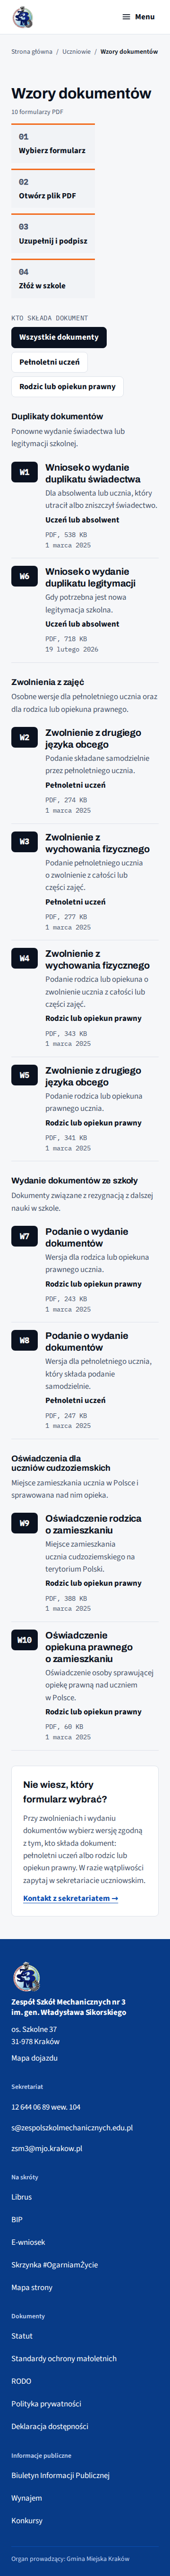 Menu
Strona główna / Uczniowie / Wzory dokumentów
Wzory dokumentów
10 formularzy PDF
01
Wybierz formularz
02
Otwórz plik PDF
03
Uzupełnij i podpisz
04
Złóż w szkole
KTO SKŁADA DOKUMENT
Wszystkie dokumenty
Pełnoletni uczeń
Rodzic lub opiekun prawny
Duplikaty dokumentów
Ponowne wydanie świadectwa lub
legitymacji szkolnej.
W1
Wniosek o wydanie
duplikatu świadectwa
Dla absolwenta lub ucznia, który
utracił albo zniszczył świadectwo.
Uczeń lub absolwent
PDF, 538 KB
1 marca 2025
W6
Wniosek o wydanie
duplikatu legitymacji
Gdy potrzebna jest nowa
legitymacja szkolna.
Uczeń lub absolwent
PDF, 718 KB
19 lutego 2026
Zwolnienia z zajęć
Osobne wersje dla pełnoletniego ucznia oraz
dla rodzica lub opiekuna prawnego.
W2
Zwolnienie z drugiego
języka obcego
Podanie składane samodzielnie
przez pełnoletniego ucznia.
Pełnoletni uczeń
PDF, 274 KB
1 marca 2025
W3
Zwolnienie z
wychowania fizycznego
Podanie pełnoletniego ucznia
o zwolnienie z całości lub
części zajęć.
Pełnoletni uczeń
PDF, 277 KB
1 marca 2025
W4
Zwolnienie z
wychowania fizycznego
Podanie rodzica lub opiekuna o
zwolnienie ucznia z całości lub
części zajęć.
Rodzic lub opiekun prawny
PDF, 343 KB
1 marca 2025
W5
Zwolnienie z drugiego
języka obcego
Podanie rodzica lub opiekuna
prawnego ucznia.
Rodzic lub opiekun prawny
PDF, 341 KB
1 marca 2025
Wydanie dokumentów ze szkoły
Dokumenty związane z rezygnacją z dalszej
nauki w szkole.
W7
Podanie o wydanie
dokumentów
Wersja dla rodzica lub opiekuna
prawnego ucznia.
Rodzic lub opiekun prawny
PDF, 243 KB
1 marca 2025
W8
Podanie o wydanie
dokumentów
Wersja dla pełnoletniego ucznia,
który składa podanie
samodzielnie.
Pełnoletni uczeń
PDF, 247 KB
1 marca 2025
Oświadczenia dla
uczniów cudzoziemskich
Miejsce zamieszkania ucznia w Polsce i
sprawowana nad nim opieka.
W9
Oświadczenie rodzica
o zamieszkaniu
Miejsce zamieszkania
ucznia cudzoziemskiego na
terytorium Polski.
Rodzic lub opiekun prawny
PDF, 388 KB
1 marca 2025
W10
Oświadczenie
opiekuna prawnego
o zamieszkaniu
Oświadczenie osoby sprawującej
opiekę prawną nad uczniem
w Polsce.
Rodzic lub opiekun prawny
PDF, 60 KB
1 marca 2025
Nie wiesz, który
formularz wybrać?
Przy zwolnieniach i wydaniu
dokumentów wybierz wersję zgodną
z tym, kto składa dokument:
pełnoletni uczeń albo rodzic lub
opiekun prawny. W razie wątpliwości
zapytaj w sekretariacie uczniowskim.
Kontakt z sekretariatem →
Zespół Szkół Mechanicznych nr 3
im. gen. Władysława Sikorskiego
os. Szkolne 37
31-978 Kraków
Mapa dojazdu
Sekretariat
12 644 06 89 wew. 104
s@zespolszkolmechanicznych.edu.pl
zsm3@mjo.krakow.pl
Na skróty
Librus
BIP
E-wniosek
Skrzynka #OgarniamŻycie
Mapa strony
Dokumenty
Statut
Standardy ochrony małoletnich
RODO
Polityka prywatności
Deklaracja dostępności
Informacje publiczne
Biuletyn Informacji Publicznej
Wynajem
Konkursy
Organ prowadzący: Gmina Miejska Kraków